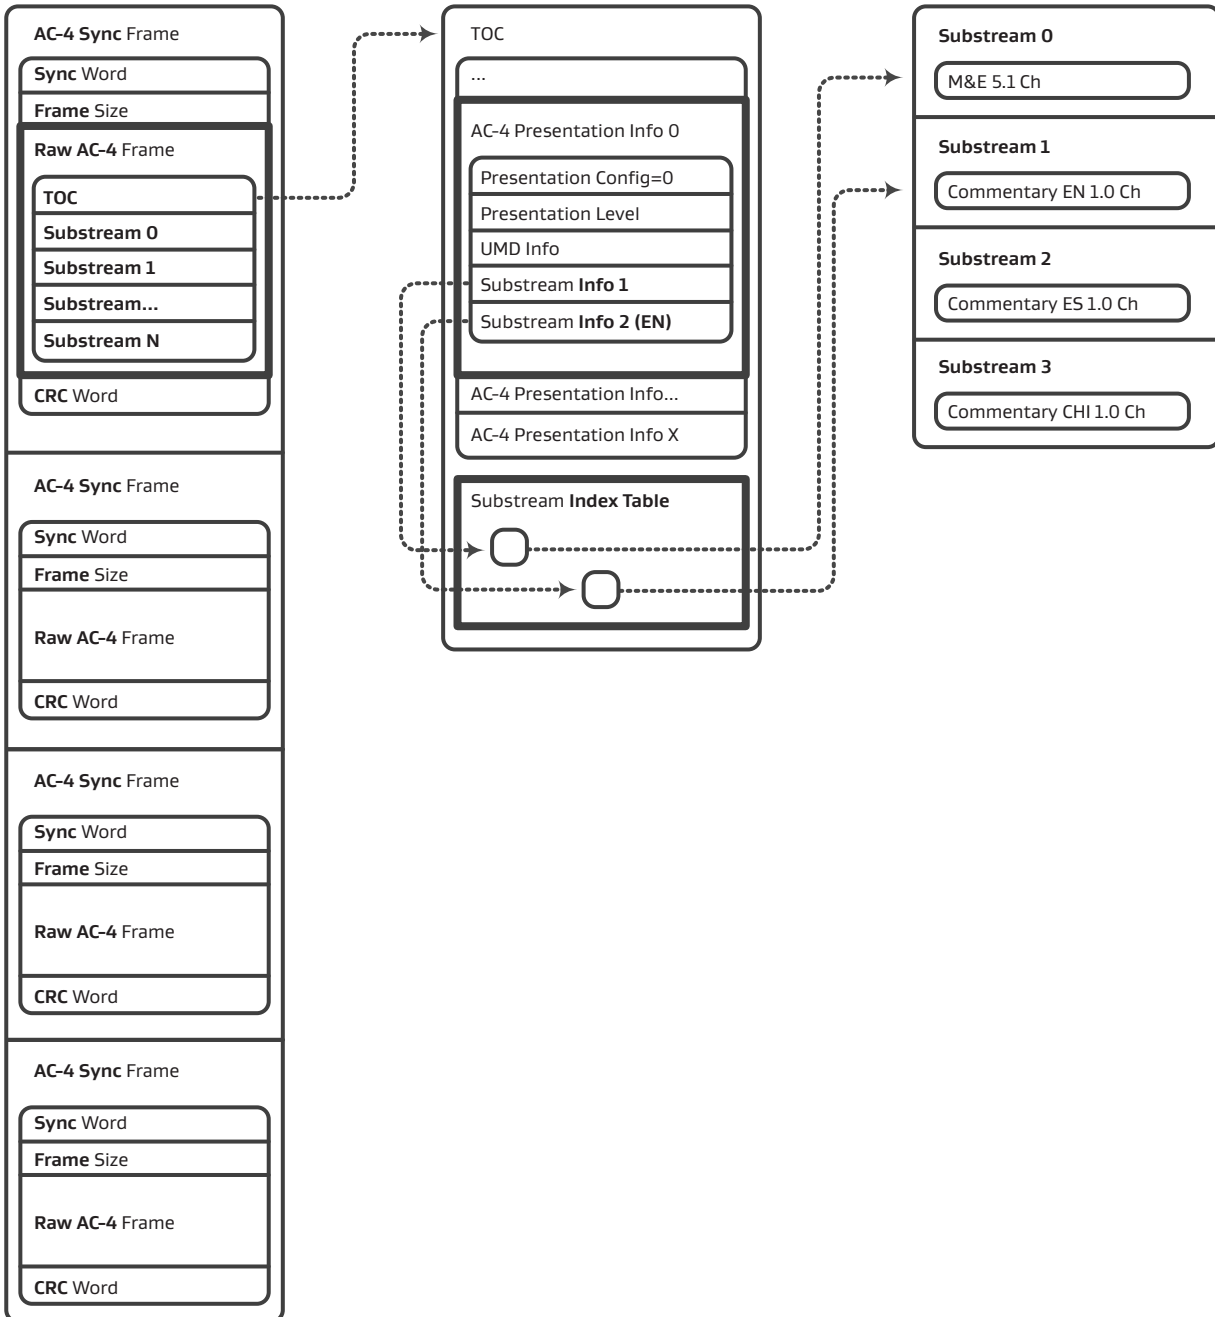 AC-4 Sync Frame
Sync Word
Frame Size
Raw AC-4 Frame
TOC
Substream 0
Substream 1
Substream...
Substream N
CRC Word
AC-4 Sync Frame
Sync Word
Frame Size
Raw AC-4 Frame
CRC Word
AC-4 Sync Frame
Sync Word
Frame Size
Raw AC-4 Frame
CRC Word
AC-4 Sync Frame
Sync Word
Frame Size
Raw AC-4 Frame
CRC Word
TOC
...
AC-4 Presentation Info 0
Presentation Config=0
Presentation Level
UMD Info
Substream Info 1
Substream Info 2 (EN)
AC-4 Presentation Info...
AC-4 Presentation Info X
Substream Index Table
Substream 0
M&E 5.1 Ch
Substream 1
Commentary EN 1.0 Ch
Substream 2
Commentary ES 1.0 Ch
Substream 3
Commentary CHI 1.0 Ch